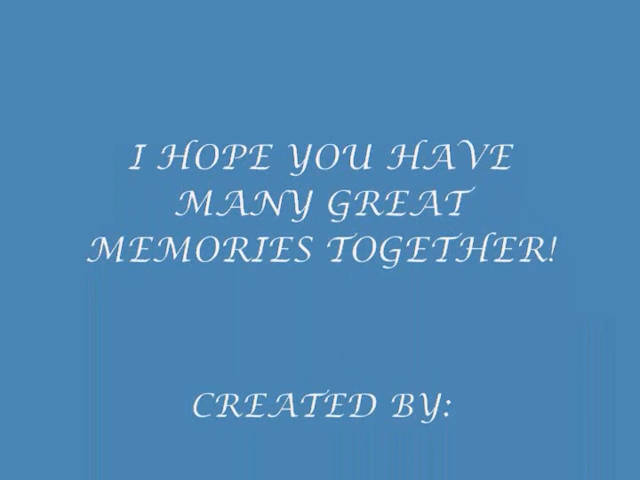 I HOPE YOU HAVE
MANY GREAT
MEMORIES TOGETHER!
CREATED BY: